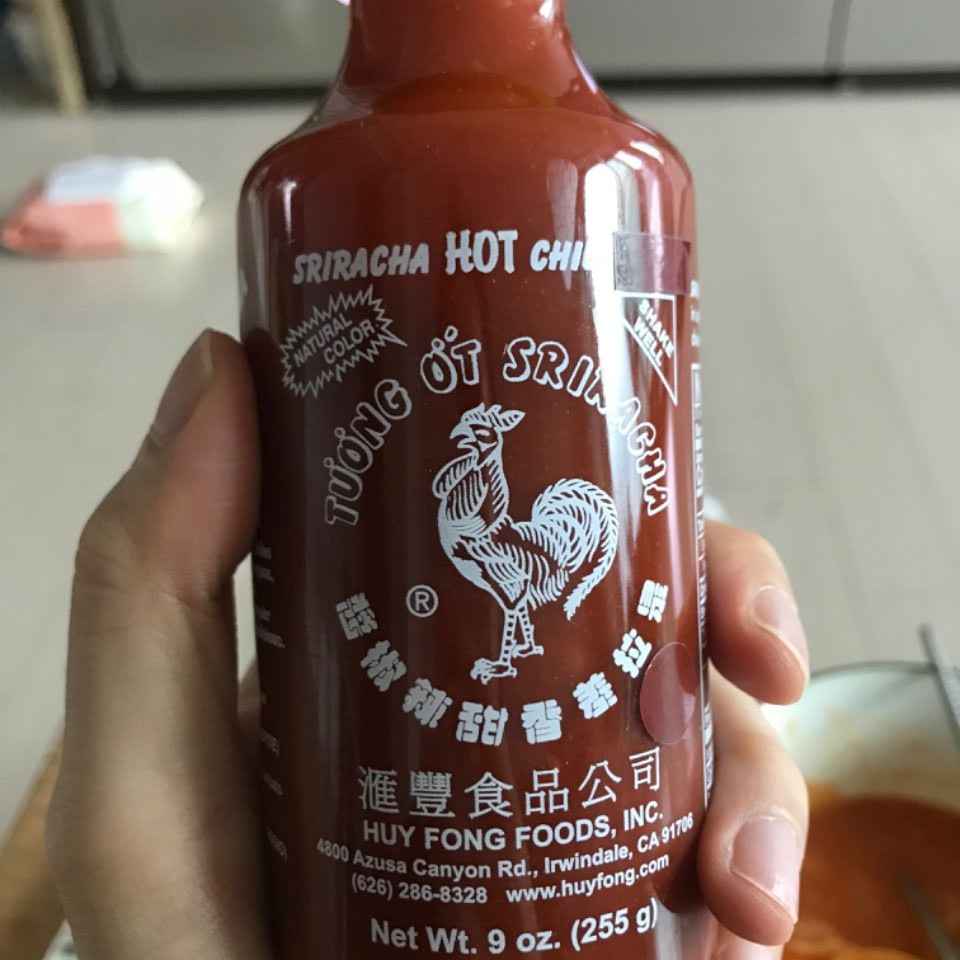 SRIRACHA HOT
NATURAL
COLOR
SHAKE
WELL
TƯƠNG ỚT SRIRACHA
®
滙豐食品公司
HUY FONG FOODS, INC.
4800 Azusa Canyon Rd., Irwindale, CA 91706
(626) 286-8328 www.huyfong.com
Net Wt. 9 oz. (255 g)